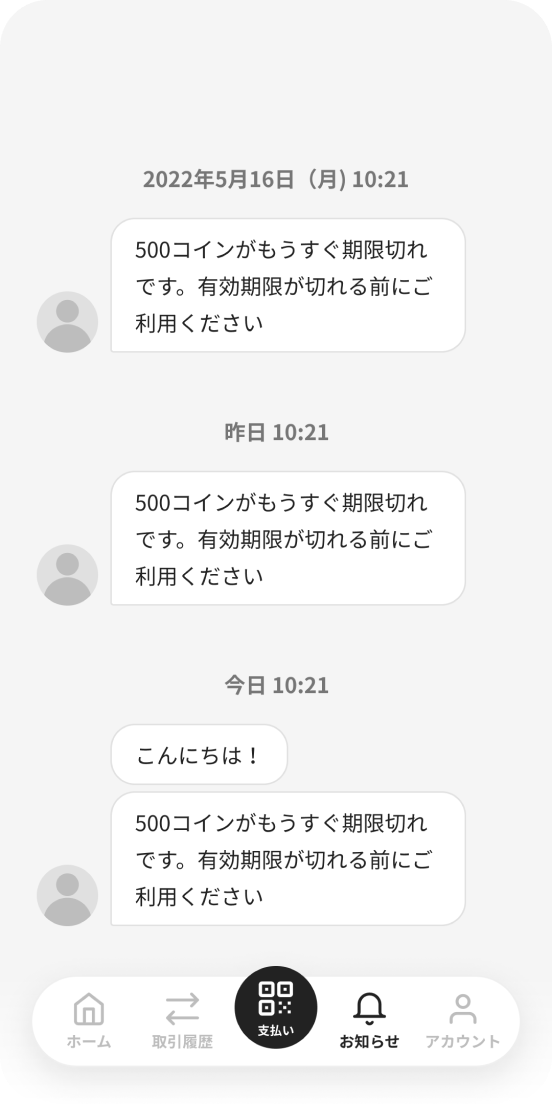 2022年5月16日（月) 10:21
500コインがもうすぐ期限切れ
です。有効期限が切れる前にご
利用ください
昨日 10:21
500コインがもうすぐ期限切れ
です。有効期限が切れる前にご
利用ください
今日 10:21
こんにちは！
500コインがもうすぐ期限切れ
です。有効期限が切れる前にご
利用ください
ホーム
取引履歴
支払い
お知らせ
アカウント